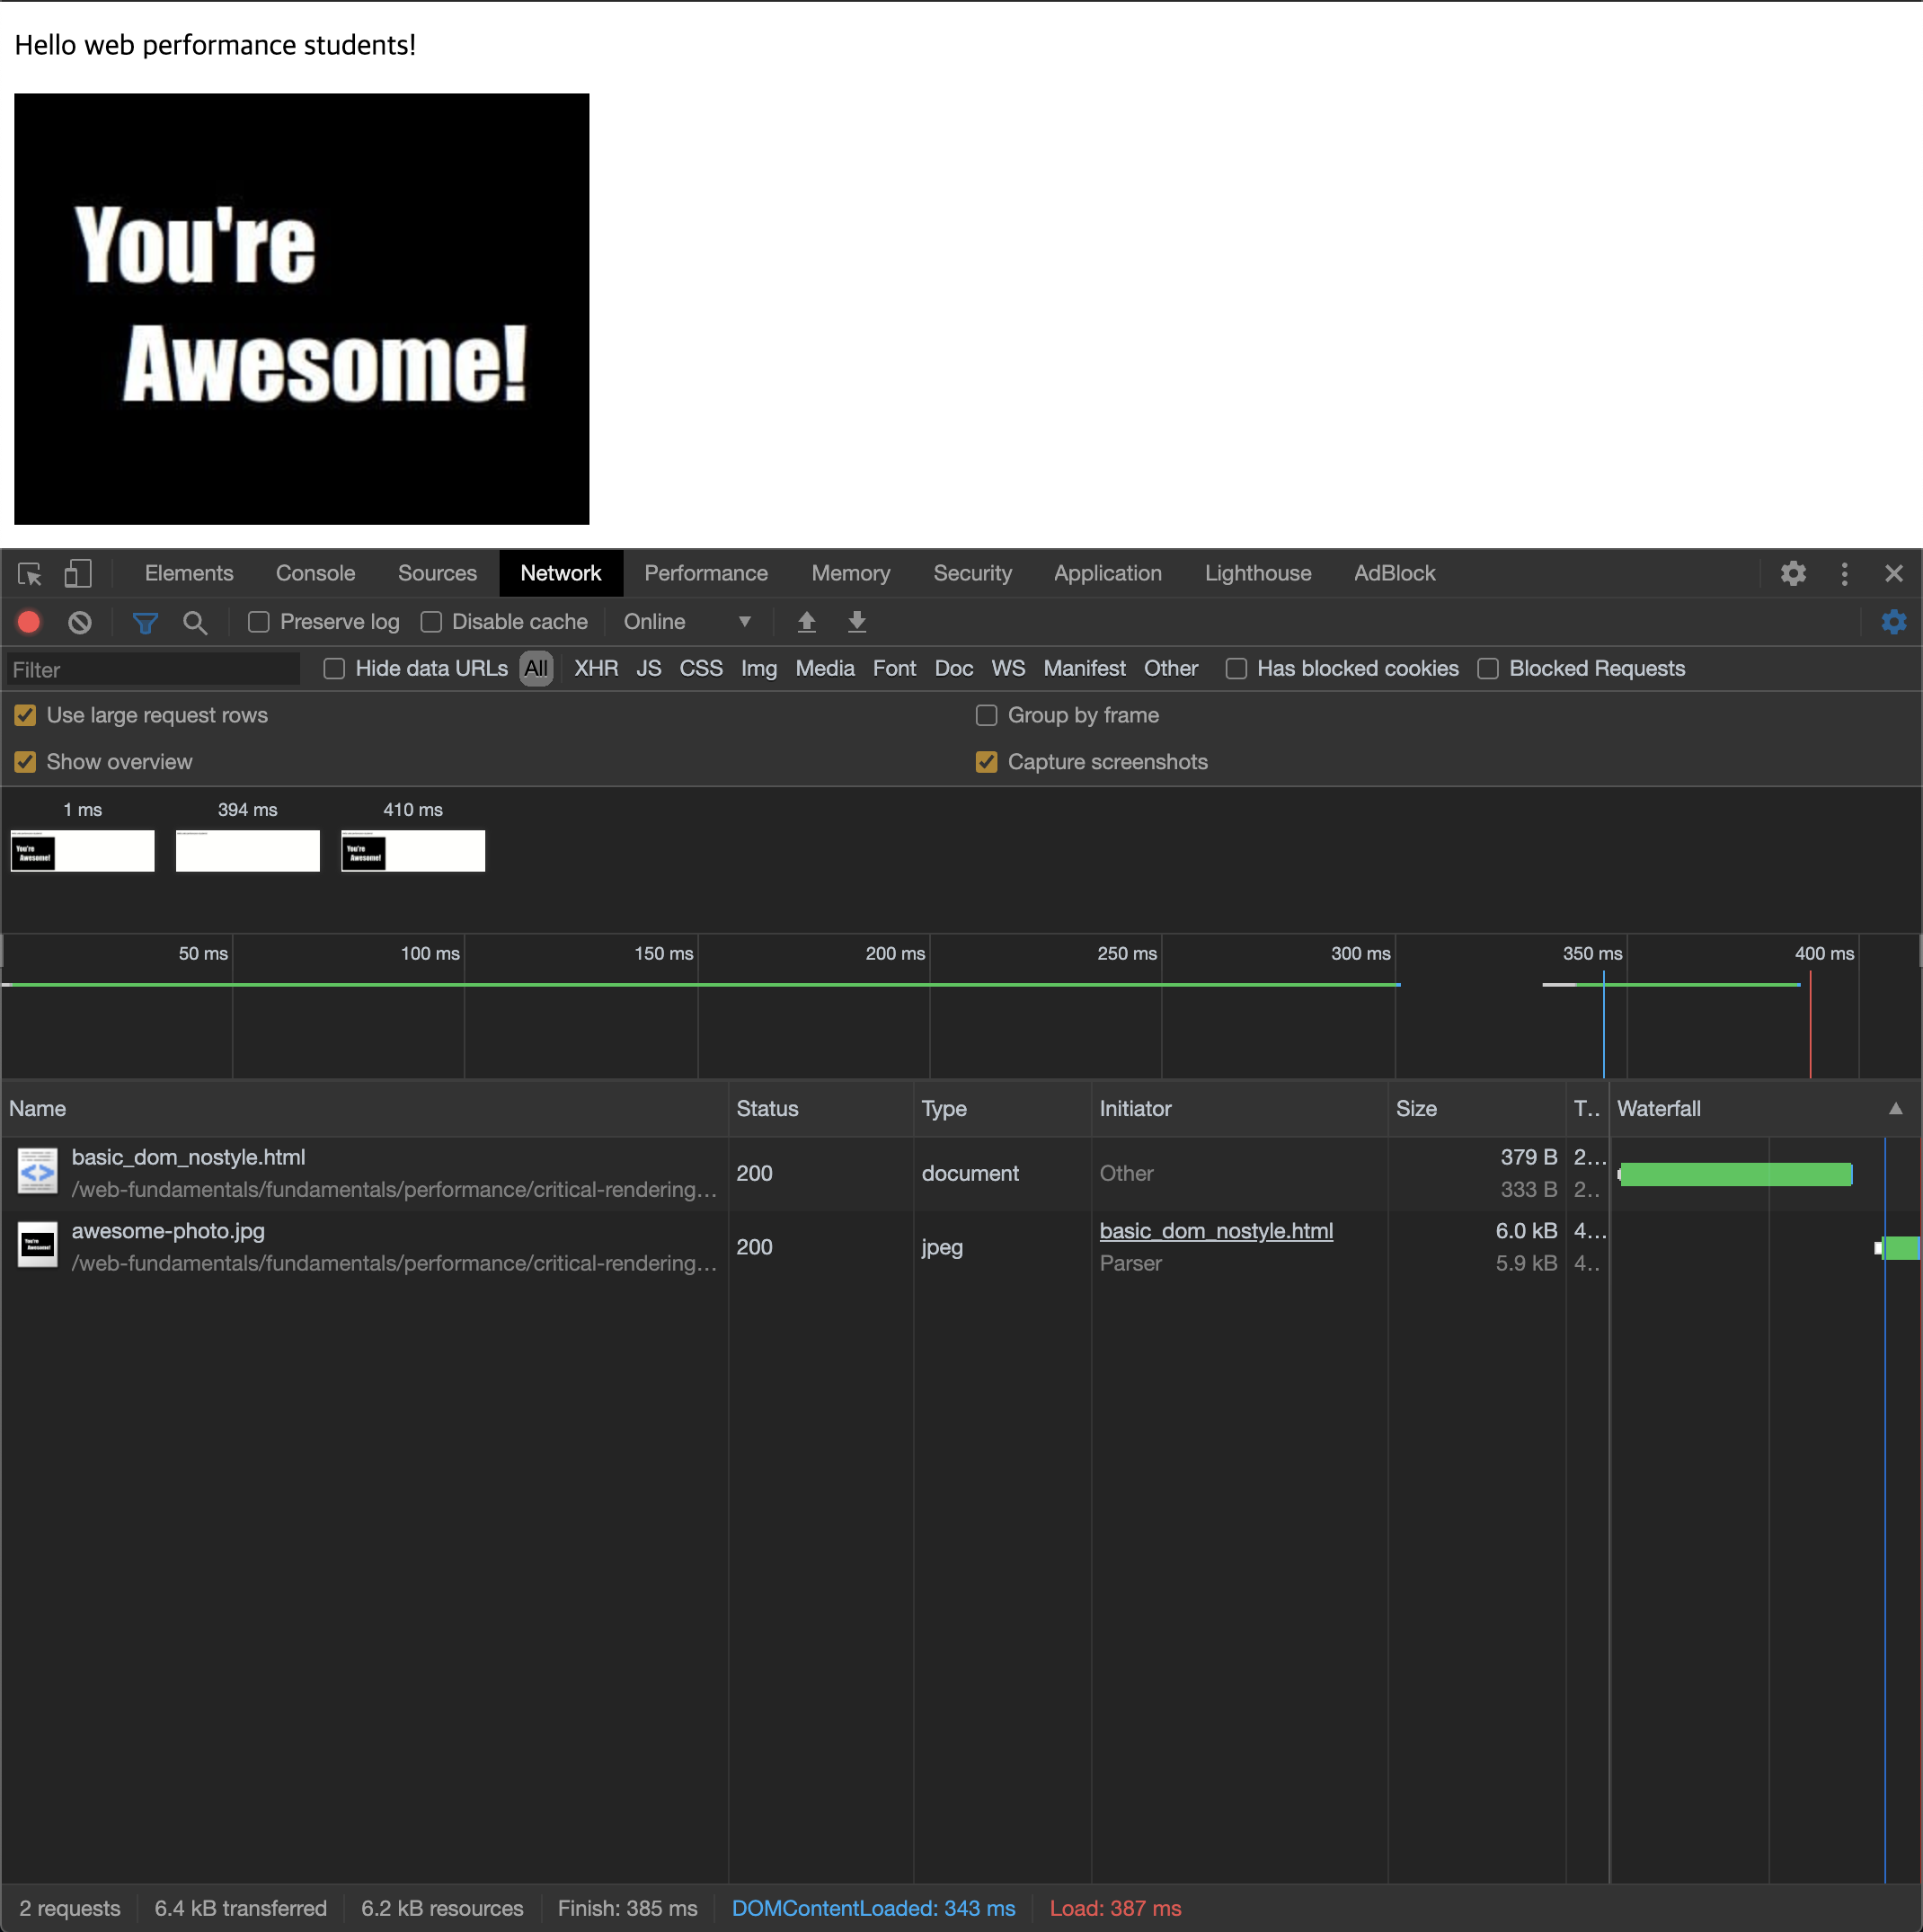 Hello web performance students!
You're
Awesome!
Elements Console Sources Network Performance Memory Security Application Lighthouse AdBlock
Preserve log Disable cache Online
Filter Hide data URLs All XHR JS CSS Img Media Font Doc WS Manifest Other Has blocked cookies Blocked Requests
Use large request rows Group by frame
Show overview Capture screenshots
1 ms 394 ms 410 ms
You're You're
Awesome! Awesome!
50 ms 100 ms 150 ms 200 ms 250 ms 300 ms 350 ms 400 ms
Name Status Type Initiator Size T.. Waterfall
basic_dom_nostyle.html 379 B 2...
200 document Other
/web-fundamentals/fundamentals/performance/critical-rendering... 333 B 2..
awesome-photo.jpg basic_dom_nostyle.html 6.0 kB 4...
200 jpeg
/web-fundamentals/fundamentals/performance/critical-rendering... Parser 5.9 kB 4..
2 requests 6.4 kB transferred 6.2 kB resources Finish: 385 ms DOMContentLoaded: 343 ms Load: 387 ms